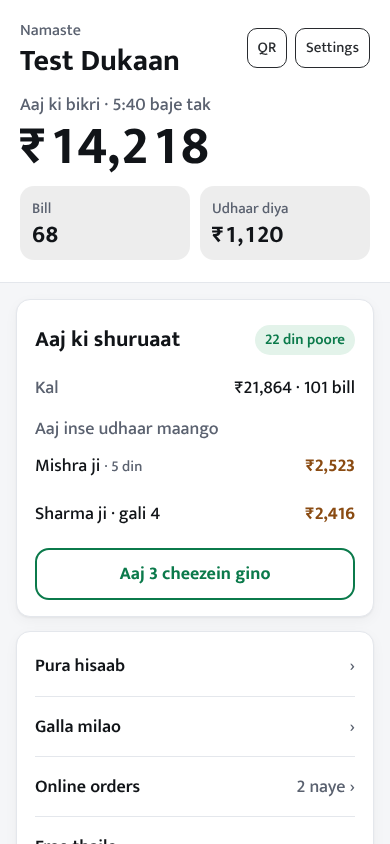 Namaste
Test Dukaan
QR
Settings
Aaj ki bikri · 5:40 baje tak
₹14,218
Bill
68
Udhaar diya
₹1,120
Aaj ki shuruaat
22 din poore
Kal
₹21,864 · 101 bill
Aaj inse udhaar maango
Mishra ji · 5 din
₹2,523
Sharma ji · gali 4
₹2,416
Aaj 3 cheezein gino
Pura hisaab ›
Galla milao ›
Online orders
2 naye ›